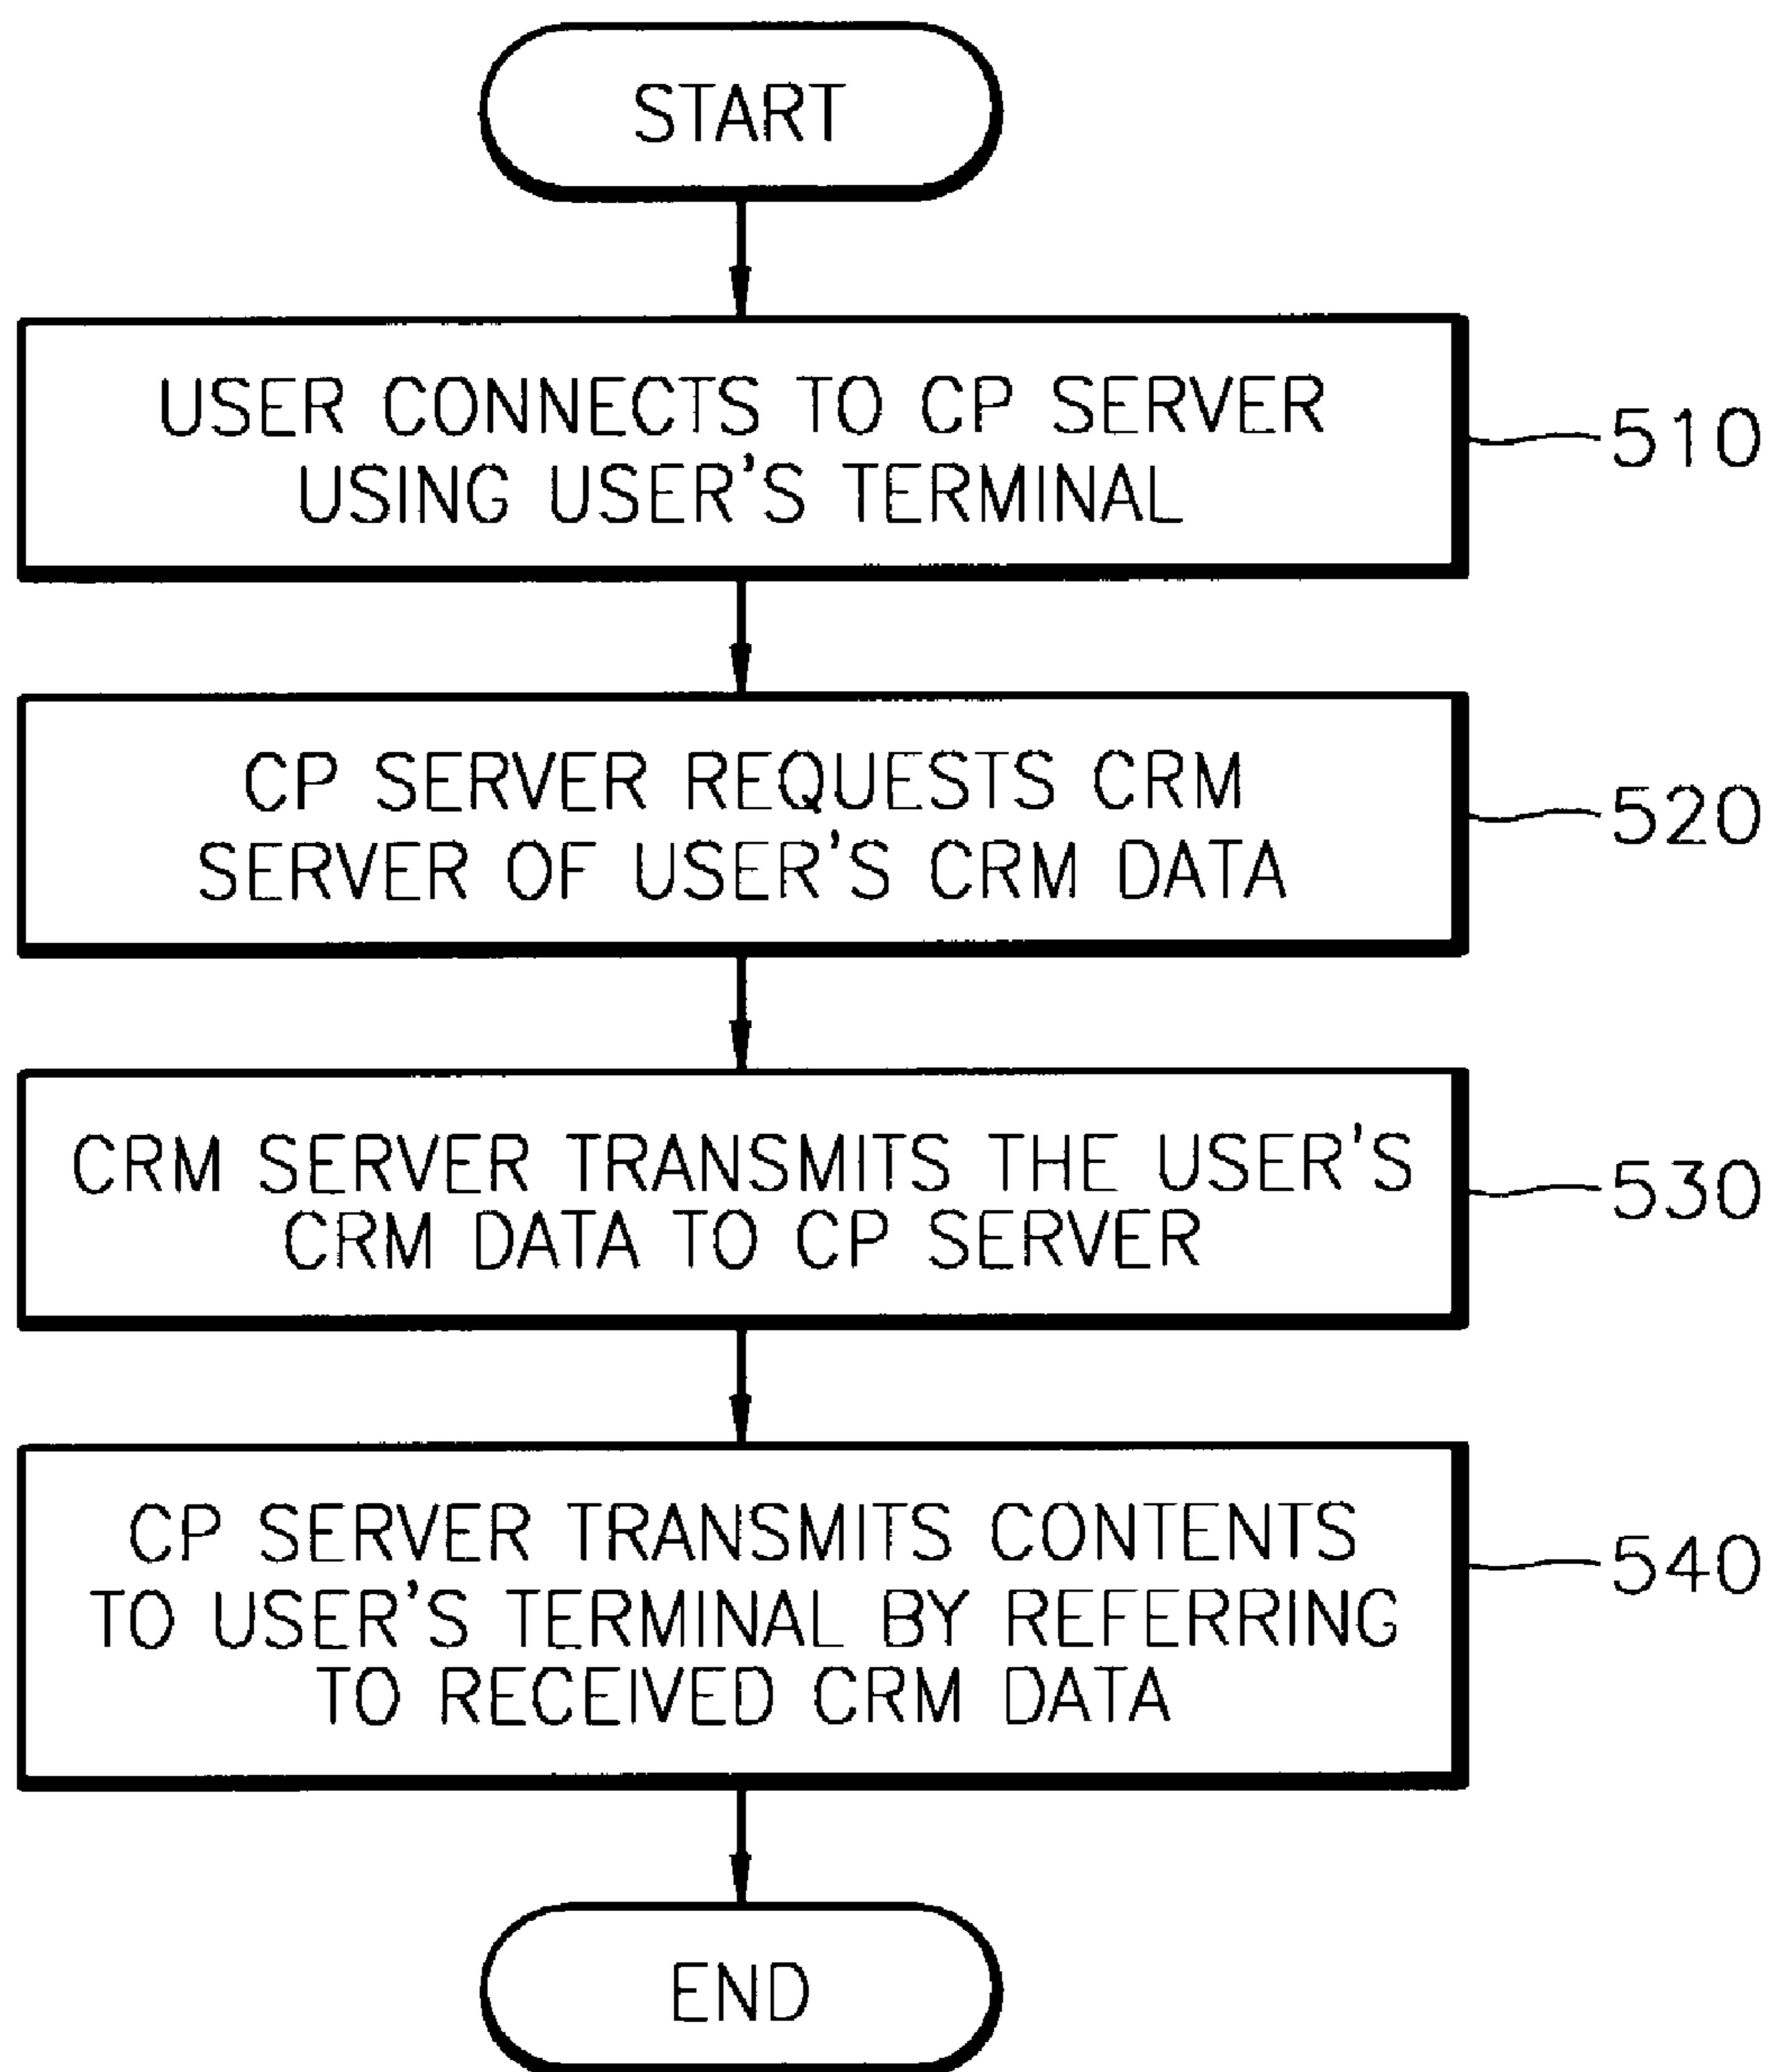 START
USER CONNECTS TO CP SERVER
USING USER'S TERMINAL
510
CP SERVER REQUESTS CRM
SERVER OF USER'S CRM DATA
520
CRM SERVER TRANSMITS THE USER'S
CRM DATA TO CP SERVER
530
CP SERVER TRANSMITS CONTENTS
TO USER'S TERMINAL BY REFERRING
TO RECEIVED CRM DATA
540
END